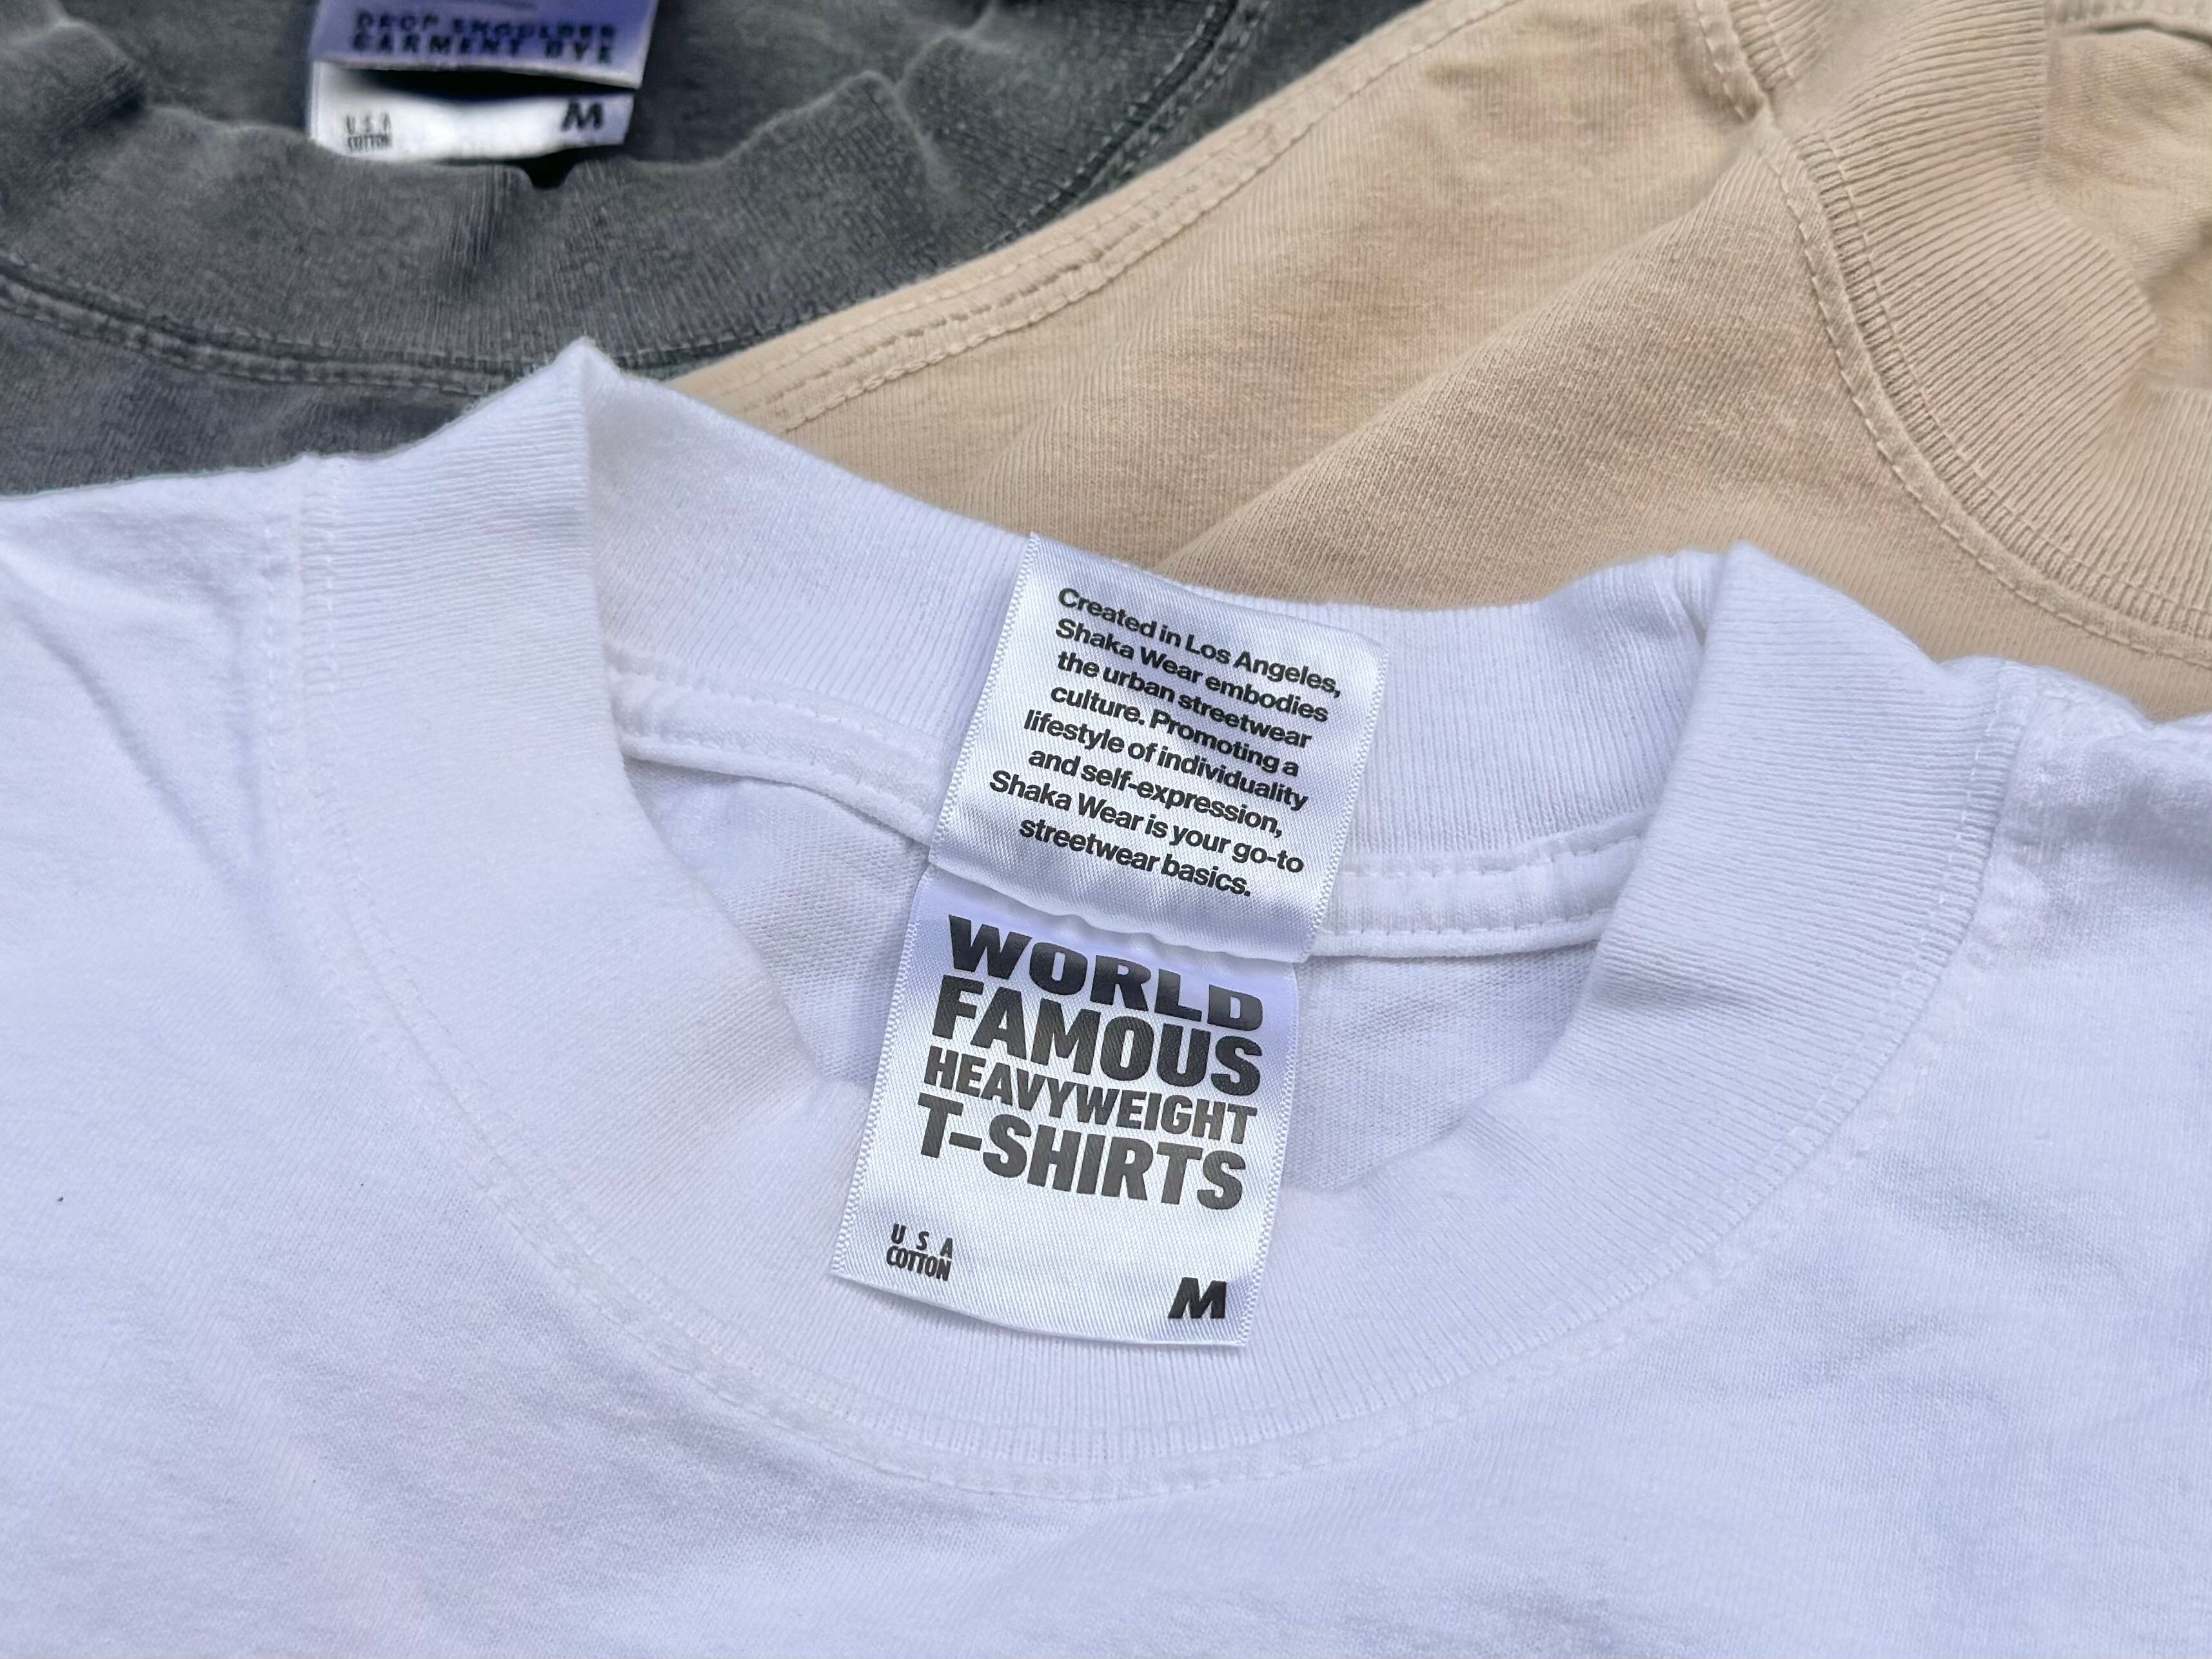 DROP SHOULDER
GARMENT DYE
U.S.A
COTTON
M
Created in Los Angeles,
Shaka Wear embodies
the urban streetwear
culture. Promoting a
lifestyle of individuality
and self-expression,
Shaka Wear is your go-to
streetwear basics.
WORLD
FAMOUS
HEAVYWEIGHT
T-SHIRTS
U S A
COTTON
M